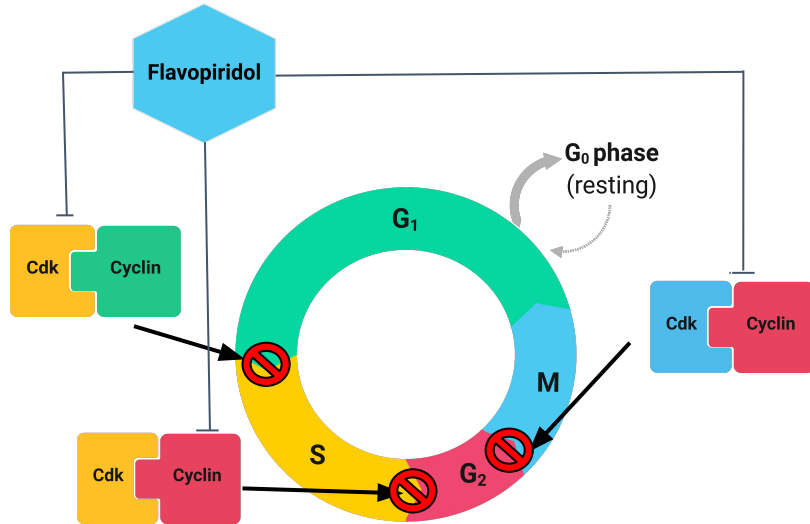 Flavopiridol
G₀ phase
(resting)
G₁
Cdk
Cyclin
Cdk
Cyclin
M
S
G₂
Cdk
Cyclin